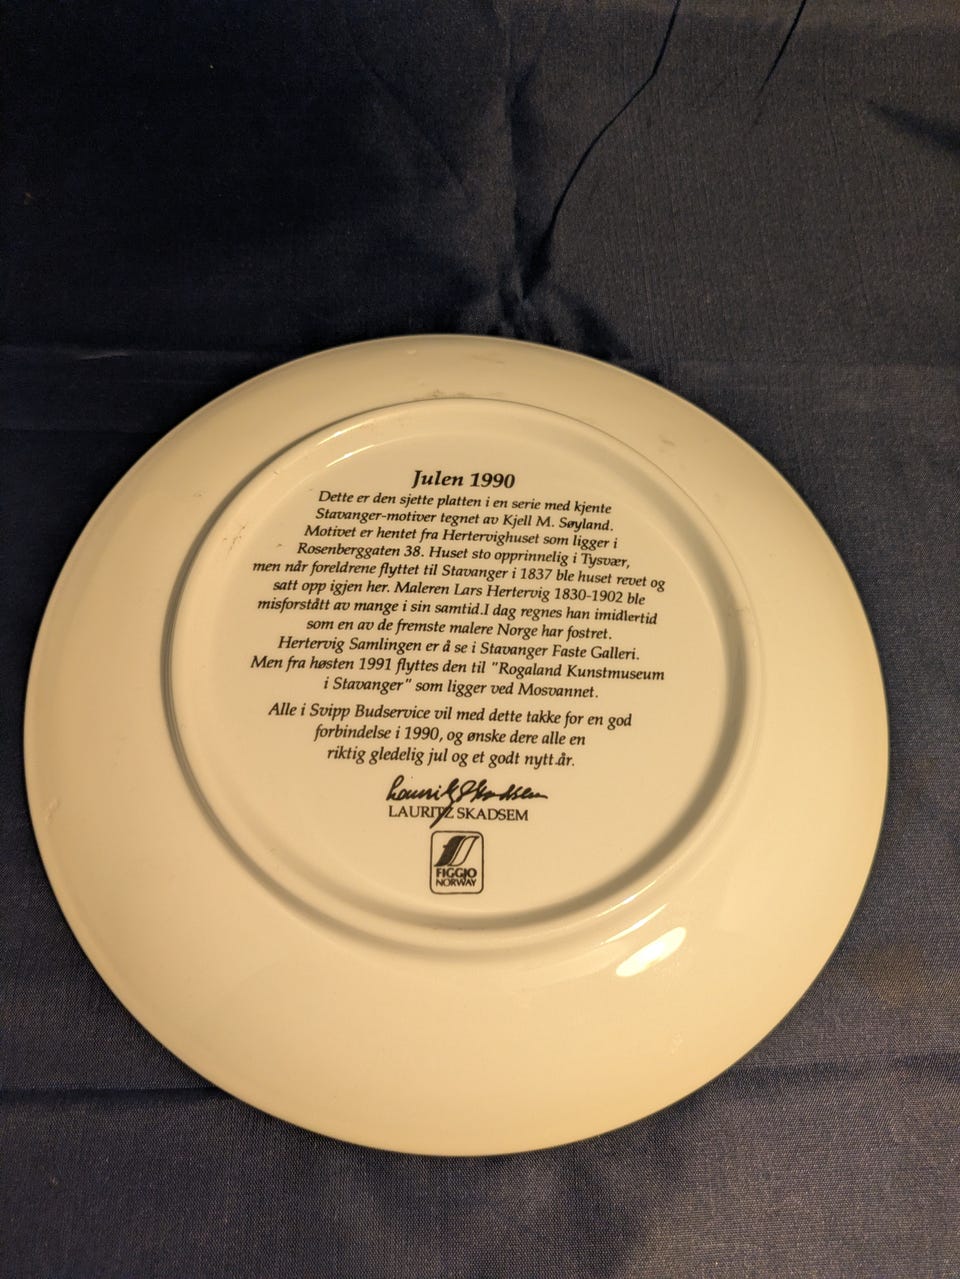 Julen 1990
Dette er den sjette platten i en serie med kjente
Stavanger-motiver tegnet av Kjell M. Søyland.
Motivet er hentet fra Hertervighuset som ligger i
Rosenberggaten 38. Huset sto opprinnelig i Tysvær,
men når foreldrene flyttet til Stavanger i 1837 ble huset revet og
satt opp igjen her. Maleren Lars Hertervig 1830-1902 ble
misforstått av mange i sin samtid.I dag regnes han imidlertid
som en av de fremste malere Norge har fostret.
Hertervig Samlingen er å se i Stavanger Faste Galleri.
Men fra høsten 1991 flyttes den til "Rogaland Kunstmuseum
i Stavanger" som ligger ved Mosvannet.
Alle i Svipp Budservice vil med dette takke for en god
forbindelse i 1990, og ønske dere alle en
riktig gledelig jul og et godt nytt.år.
Lauritz Skadsem
LAURITZ SKADSEM
FIGGJO
NORWAY